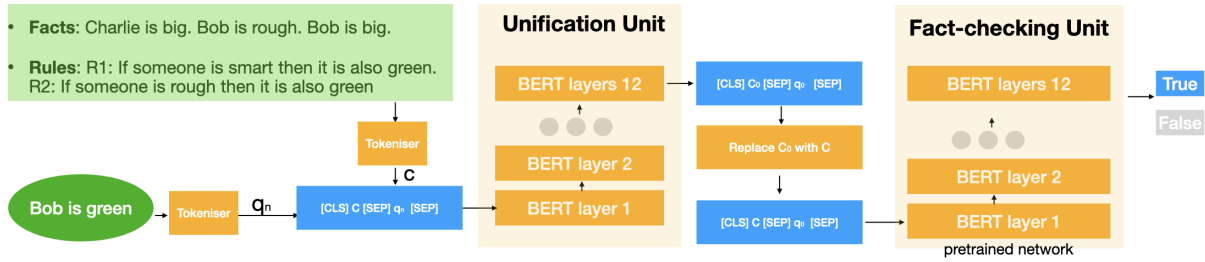 • Facts: Charlie is big. Bob is rough. Bob is big.
• Rules: R1: If someone is smart then it is also green.
R2: If someone is rough then it is also green
Tokeniser
C
Bob is green
Tokeniser
qn
[CLS] C [SEP] qn [SEP]
Unification Unit
BERT layers 12
BERT layer 2
BERT layer 1
[CLS] C0 [SEP] q0 [SEP]
Replace C0 with C
[CLS] C [SEP] q0 [SEP]
Fact-checking Unit
BERT layers 12
BERT layer 2
BERT layer 1
pretrained network
True
False